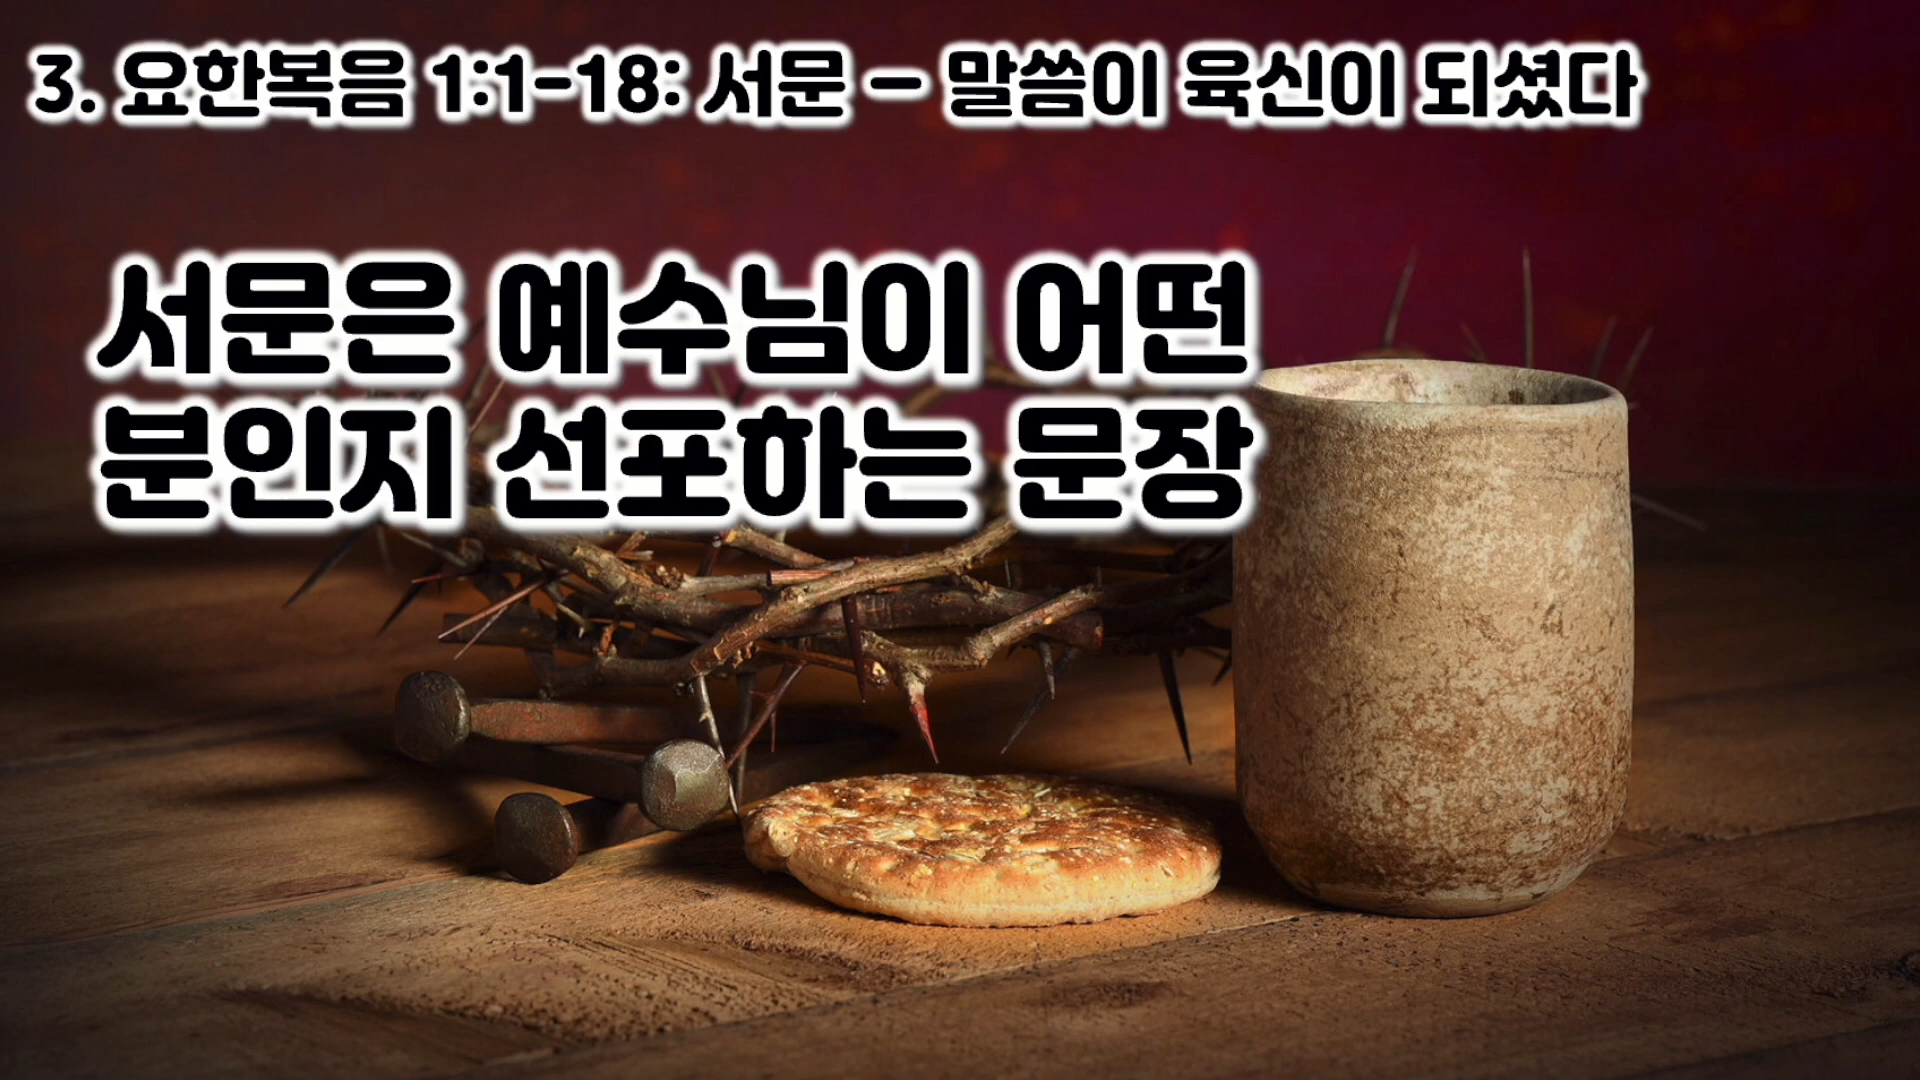 3. 요한복음 1:1-18: 서문 – 말씀이 육신이 되셨다
서문은 예수님이 어떤
분인지 선포하는 문장